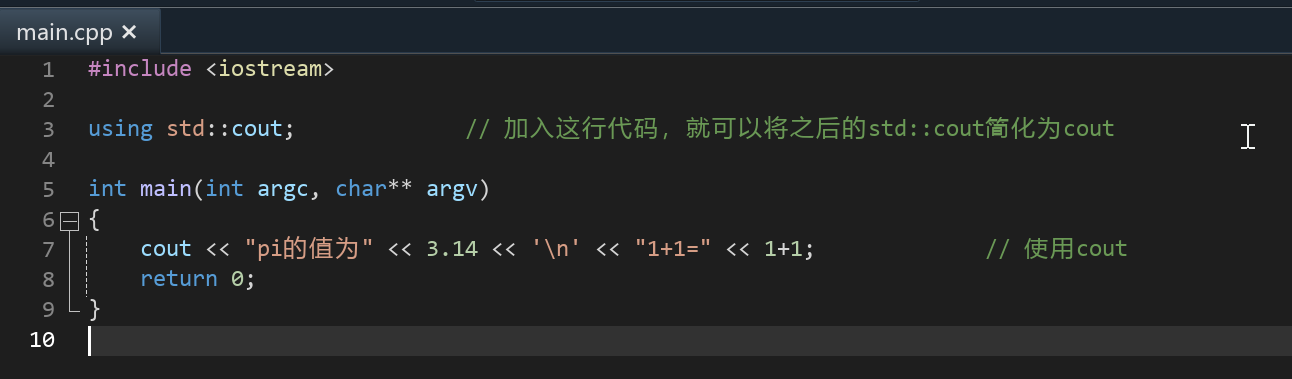 main.cpp ×
1 #include <iostream>
2
3 using std::cout; // 加入这行代码，就可以将之后的std::cout简化为cout
4
5 int main(int argc, char** argv)
6 {
7 cout << "pi的值为" << 3.14 << '\n' << "1+1=" << 1+1; // 使用cout
8 return 0;
9 }
10